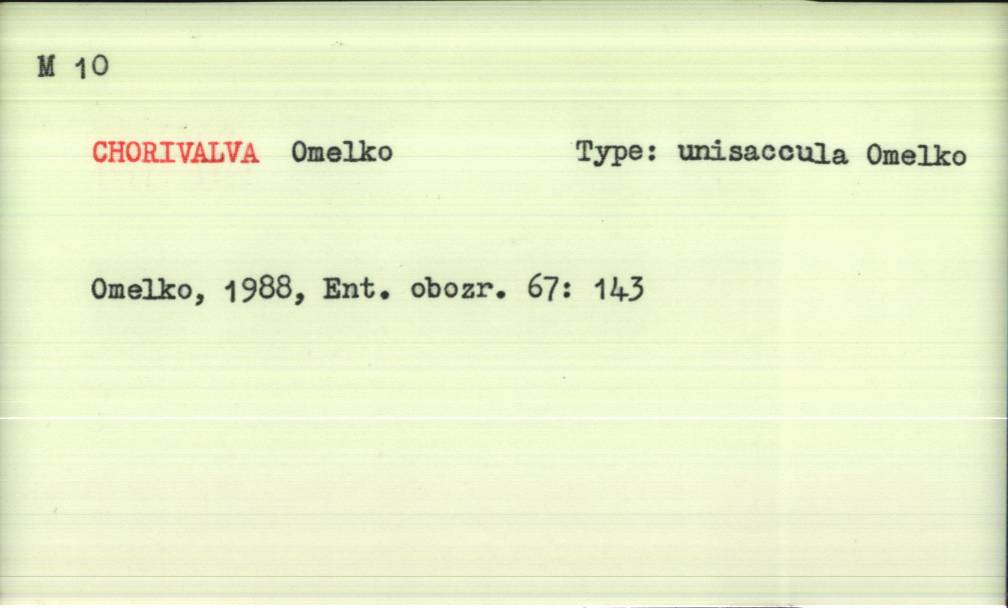 M 10
CHORIVALVA Omelko Type: unisaccula Omelko
Omelko, 1988, Ent. obozr. 67: 143